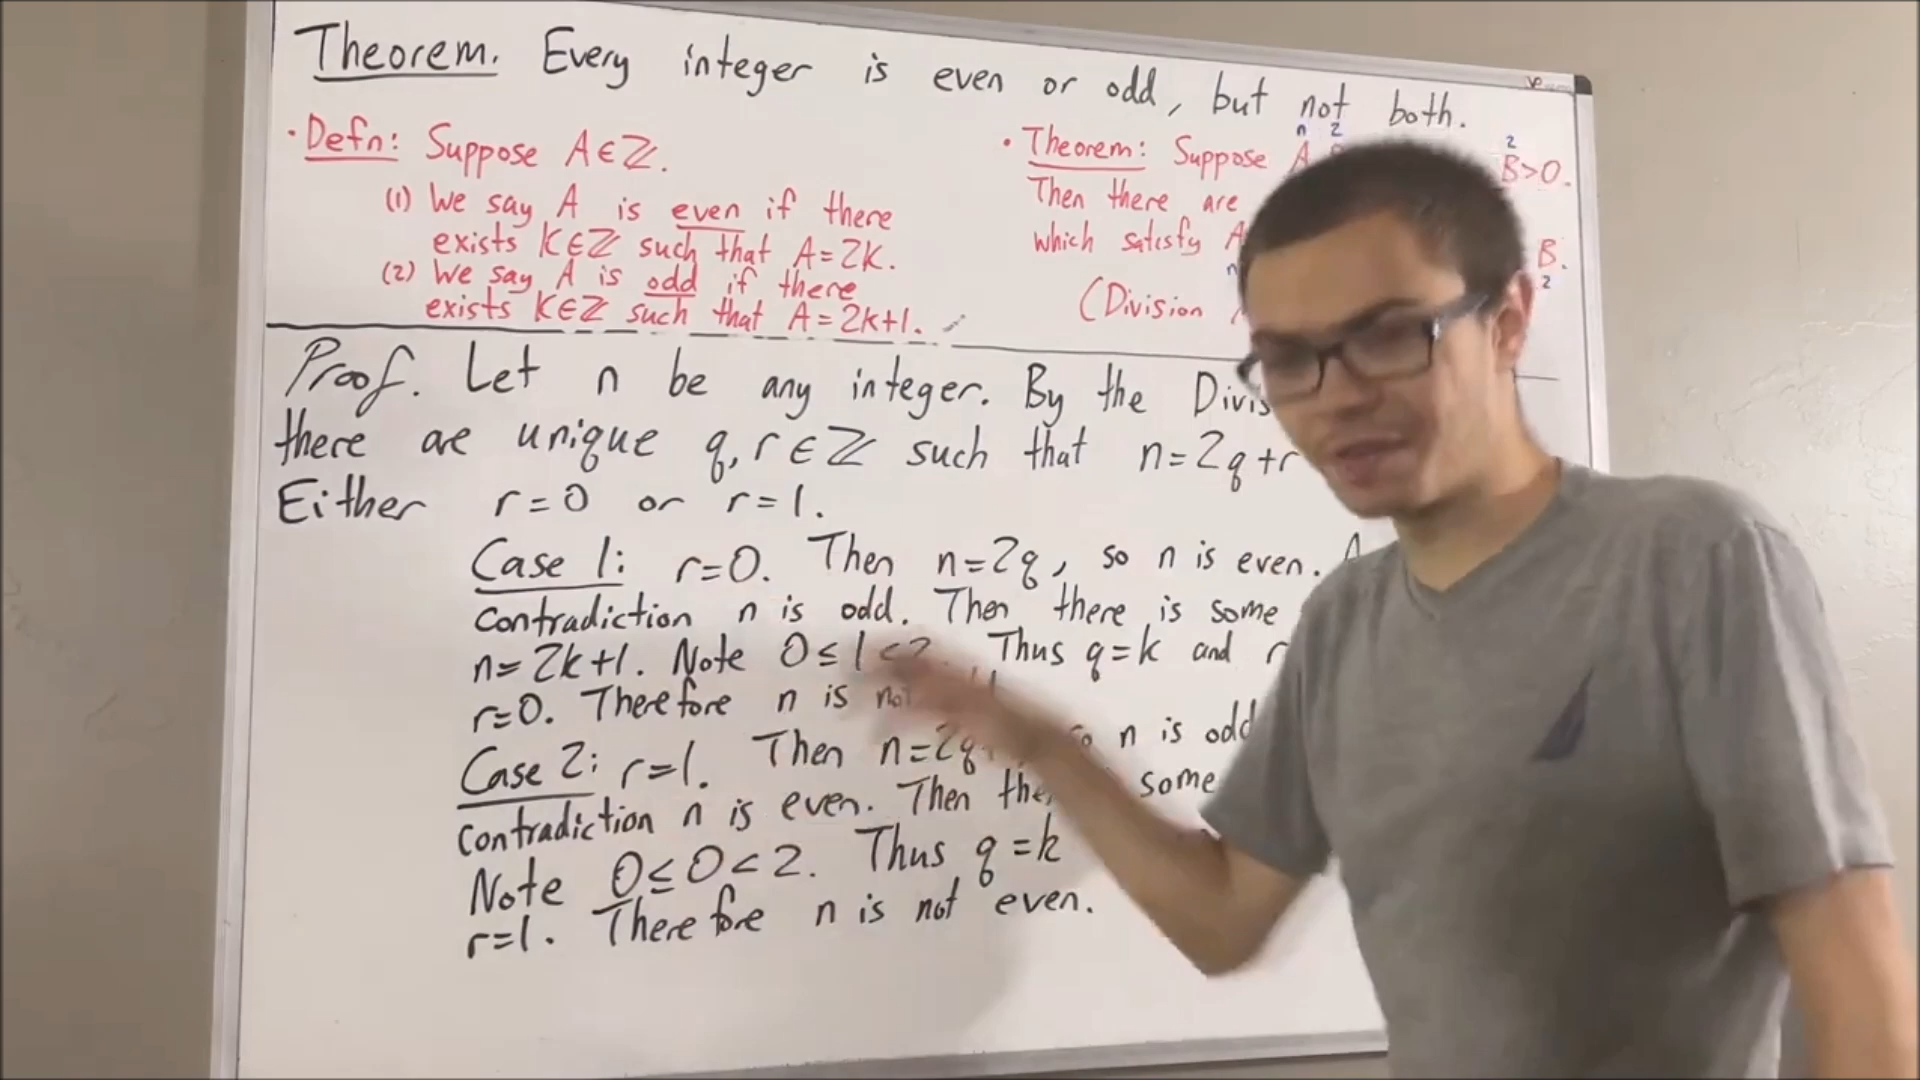 Theorem. Every integer is even or odd, but not both.
• Defn: Suppose A∈ℤ.
(1) We say A is even if there
exists K∈ℤ such that A=2k.
(2) We say A is odd if there
exists K∈ℤ such that A=2k+1.
n 2 2
• Theorem: Suppose A B>0.
Then there are
which satisfy A B.
n 2
(Division
Proof. Let n be any integer. By the
there are unique q,r∈ℤ such that n=2q+r
Either r=0 or r=1.
Case 1: r=0. Then n=2q, so n is even.
contradiction n is odd. Then there is some
n=2k+1. Note 0≤1<2. Thus q=k and r
r=0. Therefore n is not
Case 2: r=1. Then n=2q n is odd
contradiction n is even. Then some
Note 0≤0<2. Thus q=k
r=1. Therefore n is not even.